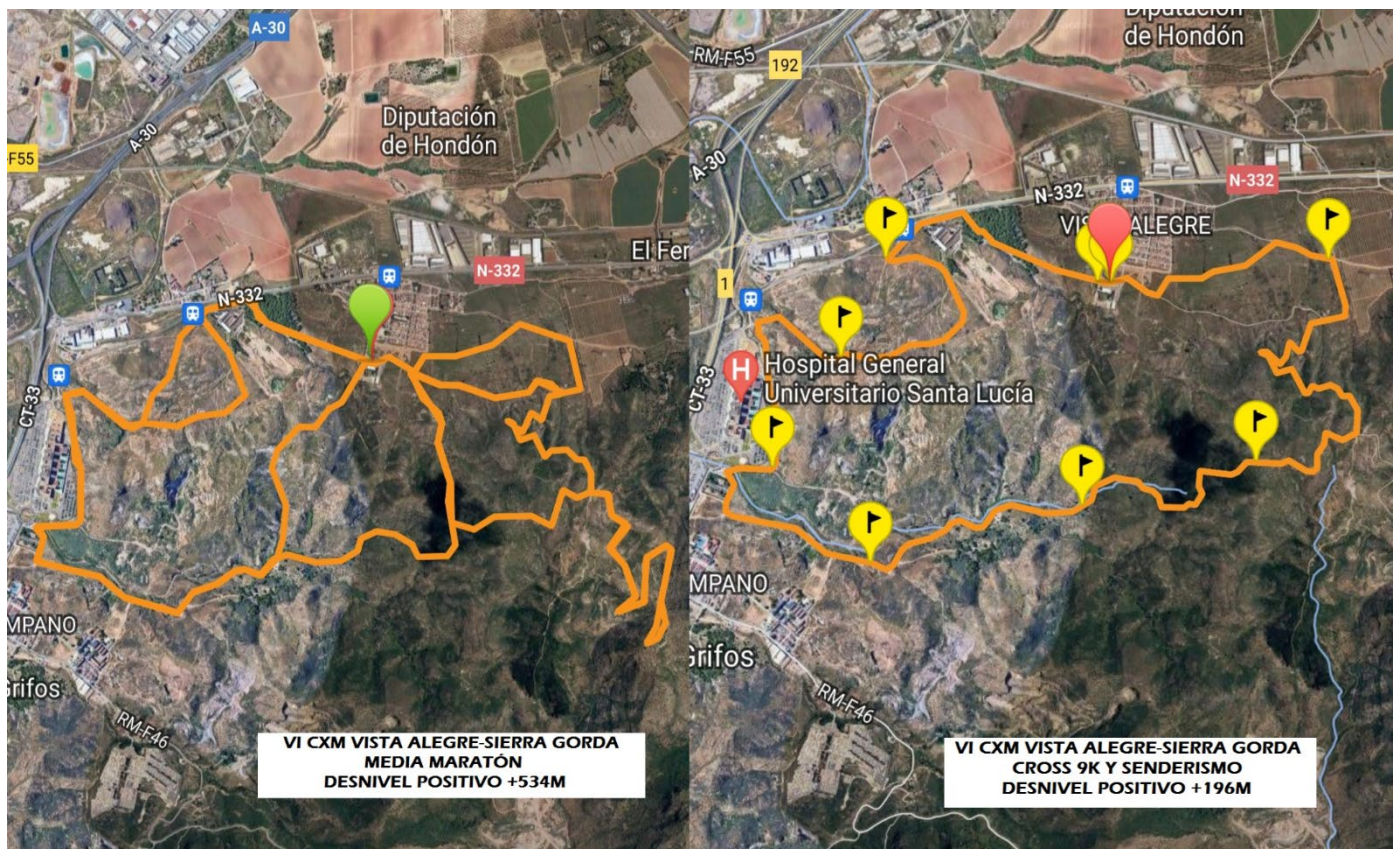 A-30
A-30
F55
Diputación
de Hondón
El Fer
N-332
N-332
CT-33
MPANO
Grifos
RM-F46
VI CXM VISTA ALEGRE-SIERRA GORDA
MEDIA MARATÓN
DESNIVEL POSITIVO +534M
Diputación
de Hondón
RM-F55
192
A-30
N-332
N-332
VIS ALEGRE
1
H
Hospital General
Universitario Santa Lucía
CT-33
MPANO
Grifos
RM-F46
VI CXM VISTA ALEGRE-SIERRA GORDA
CROSS 9K Y SENDERISMO
DESNIVEL POSITIVO +196M